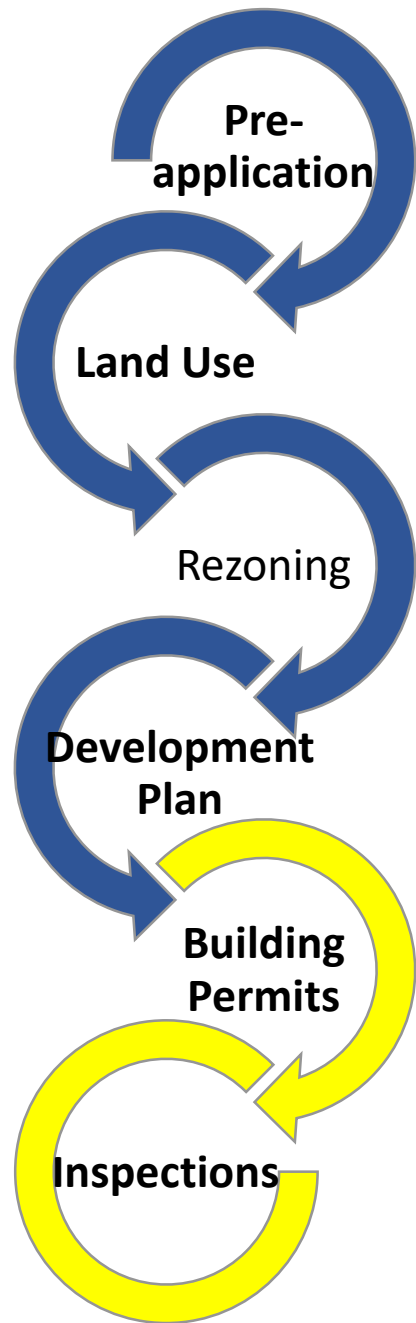 Pre-
application
Land Use
Rezoning
Development
Plan
Building
Permits
Inspections